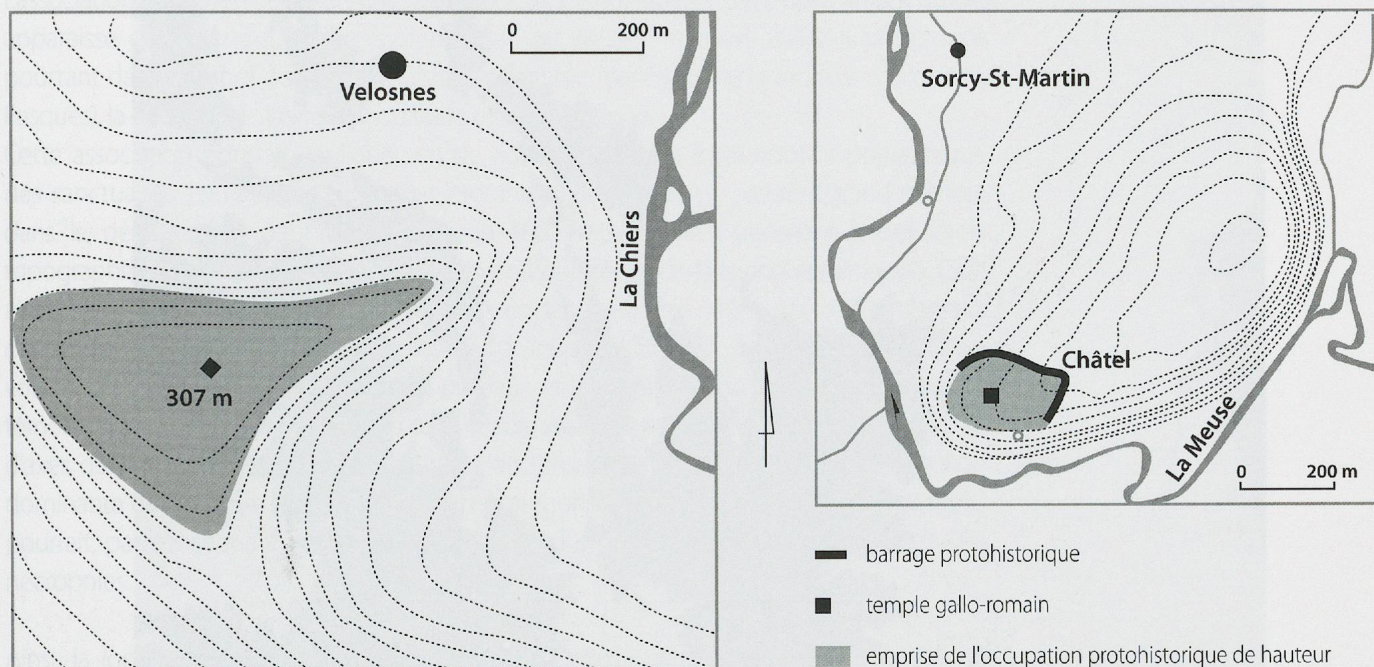 0 200 m
Velosnes
La Chiers
307 m
Sorcy-St-Martin
Châtel
La Meuse
0 200 m
barrage protohistorique
temple gallo-romain
emprise de l'occupation protohistorique de hauteur